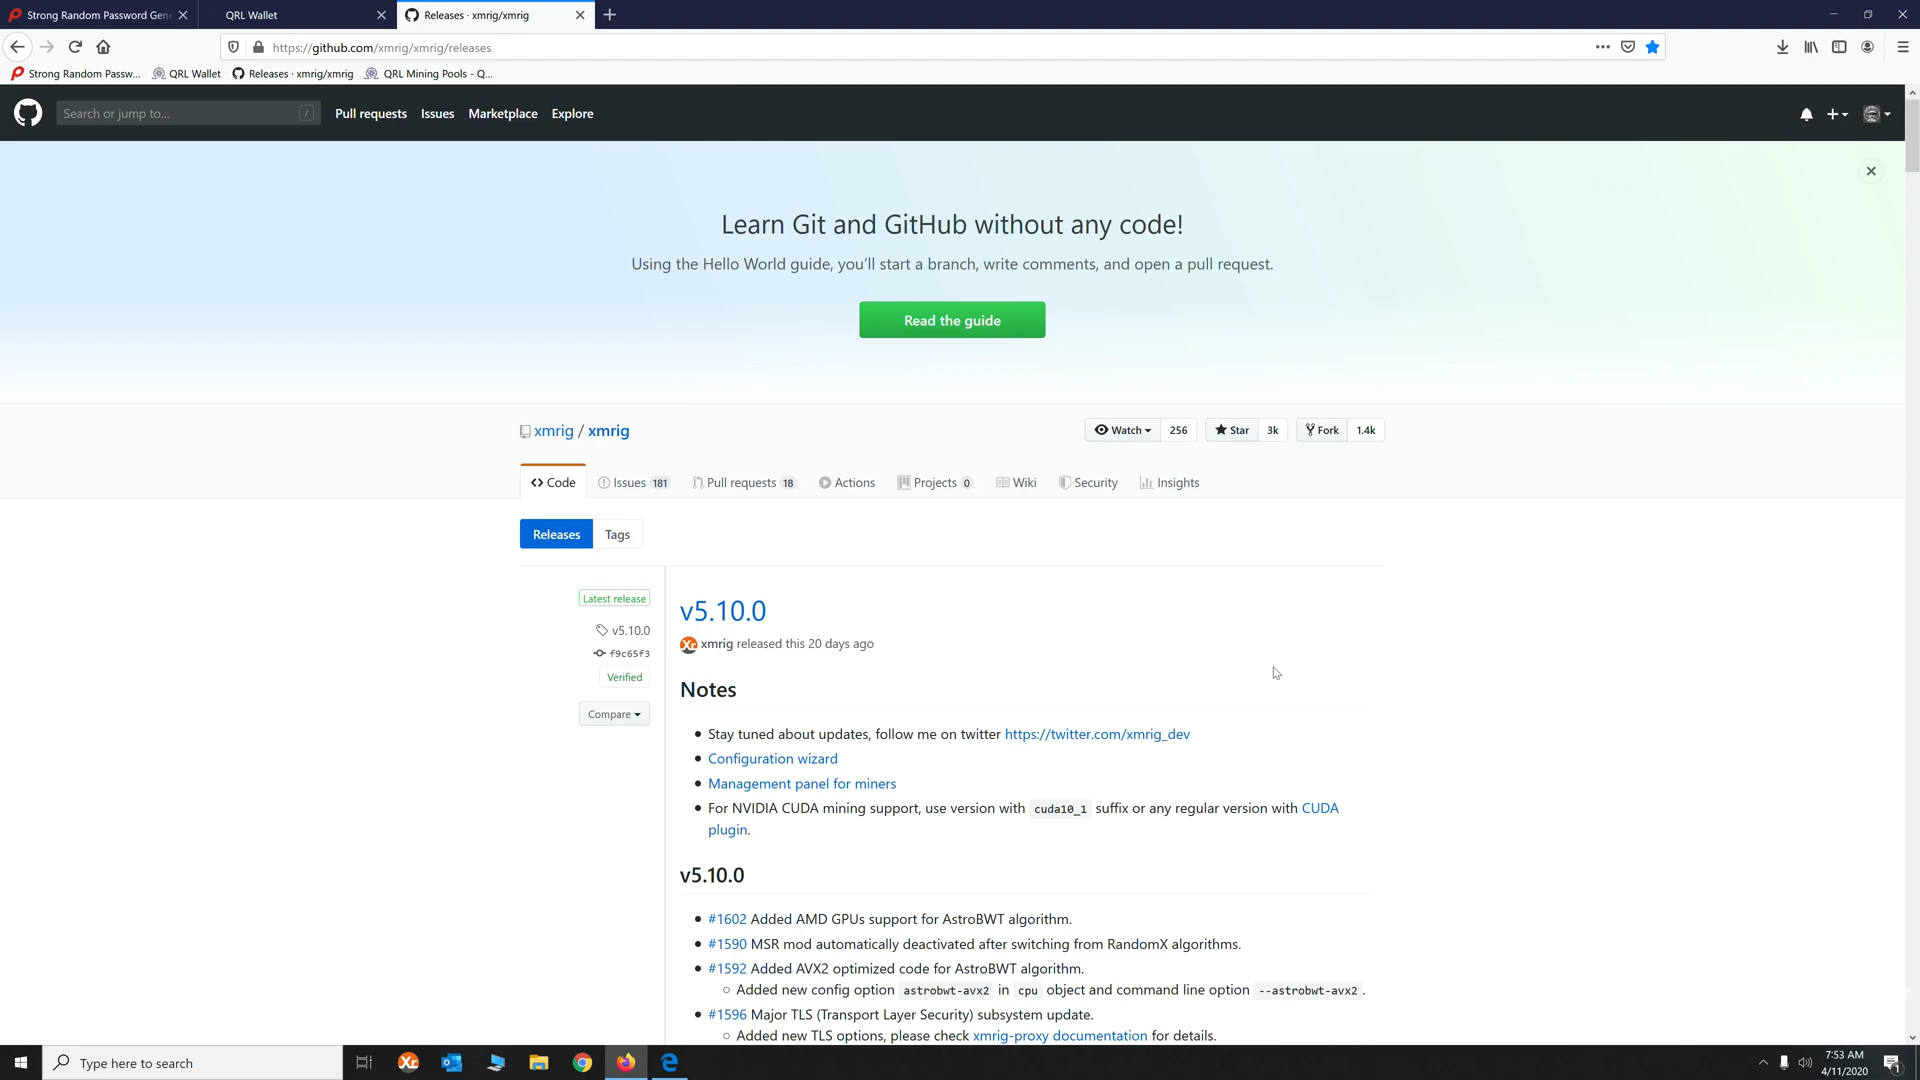 Strong Random Password Gene
QRL Wallet
Releases · xmrig/xmrig
https://github.com/xmrig/xmrig/releases
Strong Random Passw...
QRL Wallet
Releases · xmrig/xmrig
QRL Mining Pools - Q...
Search or jump to...
/
Pull requests
Issues
Marketplace
Explore
Learn Git and GitHub without any code!
Using the Hello World guide, you'll start a branch, write comments, and open a pull request.
Read the guide
xmrig / xmrig
Watch
256
Star
3k
Fork
1.4k
Code
Issues 181
Pull requests 18
Actions
Projects 0
Wiki
Security
Insights
Releases
Tags
Latest release
v5.10.0
f9c65f3
Verified
Compare
v5.10.0
xmrig released this 20 days ago
Notes
Stay tuned about updates, follow me on twitter https://twitter.com/xmrig_dev
Configuration wizard
Management panel for miners
For NVIDIA CUDA mining support, use version with cuda10_1 suffix or any regular version with CUDA
plugin.
v5.10.0
#1602 Added AMD GPUs support for AstroBWT algorithm.
#1590 MSR mod automatically deactivated after switching from RandomX algorithms.
#1592 Added AVX2 optimized code for AstroBWT algorithm.
Added new config option astrobwt-avx2 in cpu object and command line option --astrobwt-avx2.
#1596 Major TLS (Transport Layer Security) subsystem update.
Added new TLS options, please check xmrig-proxy documentation for details.
Type here to search
7:53 AM
4/11/2020
1